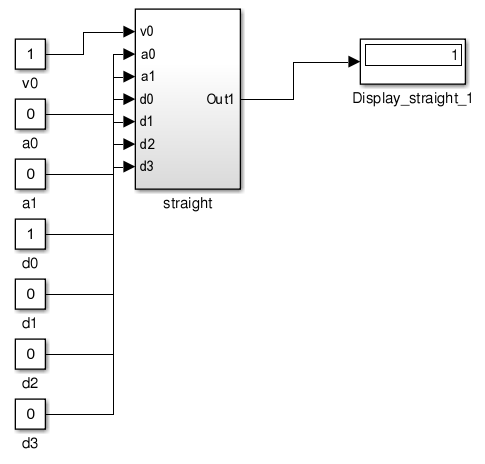 1
v0
0
a0
0
a1
1
d0
0
d1
0
d2
0
d3
v0
a0
a1
d0
d1
d2
d3
Out1
straight
1
Display_straight_1